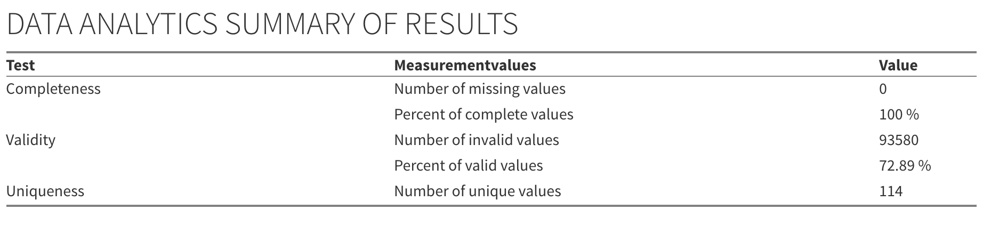 DATA ANALYTICS SUMMARY OF RESULTS
Test Measurementvalues Value
Completeness Number of missing values 0
Percent of complete values 100 %
Validity Number of invalid values 93580
Percent of valid values 72.89 %
Uniqueness Number of unique values 114